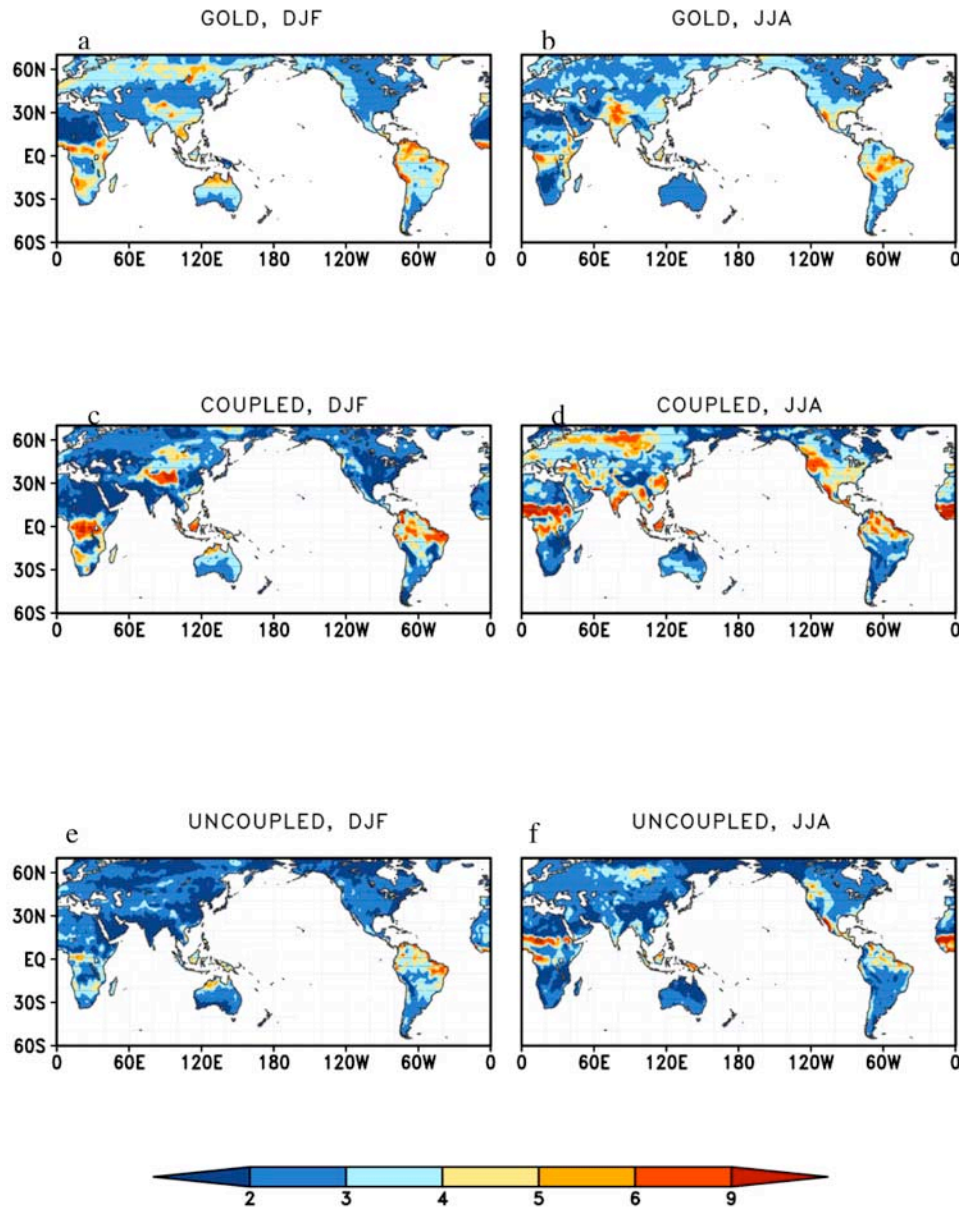 GOLD, DJF
GOLD, JJA
a
b
60N
30N
EQ
30S
60S
0 60E 120E 180 120W 60W 0
0 60E 120E 180 120W 60W 0
COUPLED, DJF
COUPLED, JJA
c
d
60N
30N
EQ
30S
60S
0 60E 120E 180 120W 60W 0
0 60E 120E 180 120W 60W 0
UNCOUPLED, DJF
UNCOUPLED, JJA
e
f
60N
30N
EQ
30S
60S
0 60E 120E 180 120W 60W 0
0 60E 120E 180 120W 60W 0
2 3 4 5 6 9